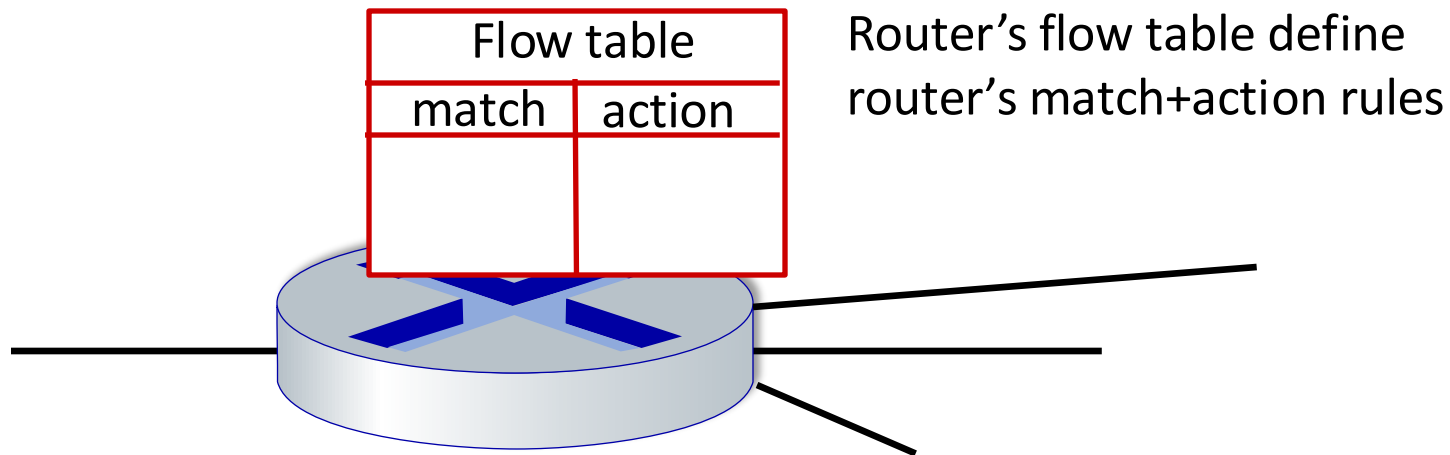 Flow table
match action
Router’s flow table define
router’s match+action rules